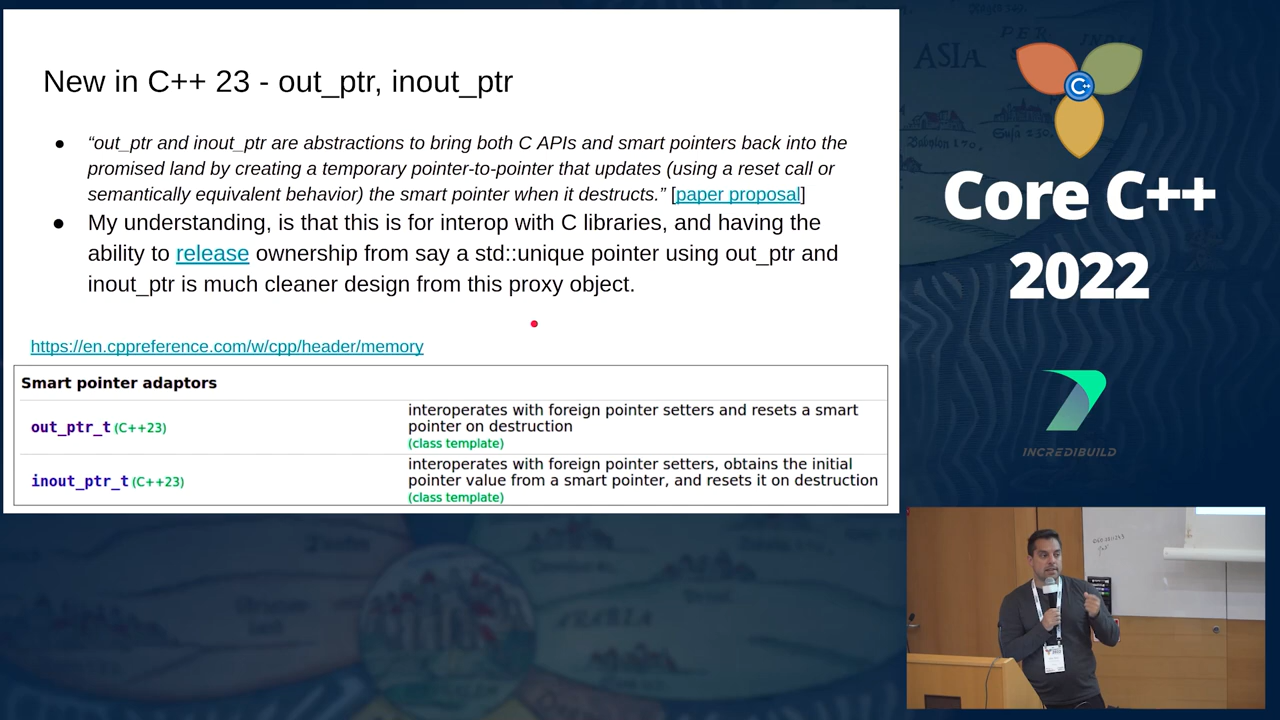 New in C++ 23 - out_ptr, inout_ptr
● “out_ptr and inout_ptr are abstractions to bring both C APIs and smart pointers back into the
promised land by creating a temporary pointer-to-pointer that updates (using a reset call or
semantically equivalent behavior) the smart pointer when it destructs.” [paper proposal]
● My understanding, is that this is for interop with C libraries, and having the
ability to release ownership from say a std::unique pointer using out_ptr and
inout_ptr is much cleaner design from this proxy object.
https://en.cppreference.com/w/cpp/header/memory
Smart pointer adaptors
out_ptr_t (C++23)
interoperates with foreign pointer setters and resets a smart
pointer on destruction
(class template)
inout_ptr_t (C++23)
interoperates with foreign pointer setters, obtains the initial
pointer value from a smart pointer, and resets it on destruction
(class template)
ASIA
PER
INDIA
Babylon
C++
Core C++
2022
INCREDIBUILD
ARABIA